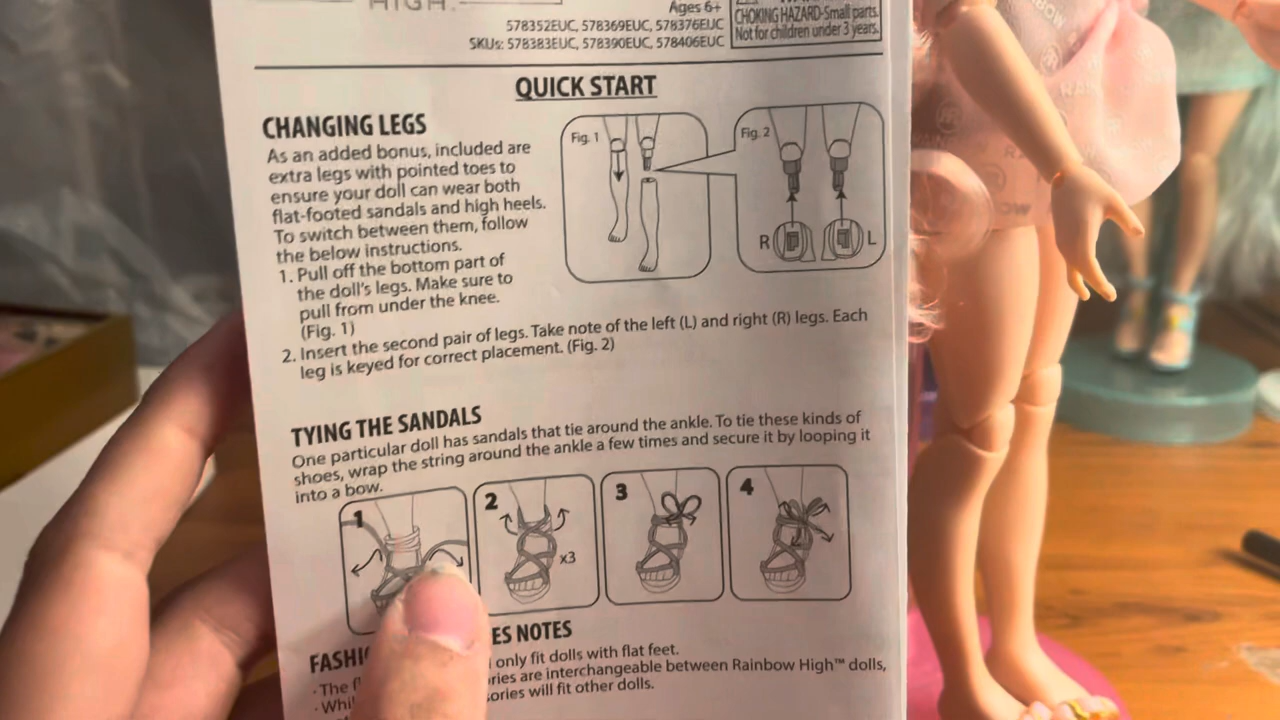 HIGH
Ages 6+
CHOKING HAZARD-Small parts.
Not for children under 3 years.
578352EUC, 578369EUC, 578376EUC
SKUs: 578383EUC, 578390EUC, 578406EUC
QUICK START
CHANGING LEGS
As an added bonus, included are
extra legs with pointed toes to
ensure your doll can wear both
flat-footed sandals and high heels.
To switch between them, follow
the below instructions.
1. Pull off the bottom part of
the doll's legs. Make sure to
pull from under the knee.
(Fig. 1)
2. Insert the second pair of legs. Take note of the left (L) and right (R) legs. Each
leg is keyed for correct placement. (Fig. 2)
Fig. 1
Fig. 2
R
L
TYING THE SANDALS
One particular doll has sandals that tie around the ankle. To tie these kinds of
shoes, wrap the string around the ankle a few times and secure it by looping it
into a bow.
1
2
x3
3
4
ES NOTES
· The
only fit dolls with flat feet.
are interchangeable between Rainbow High™ dolls,
will fit other dolls.
RAINBOW